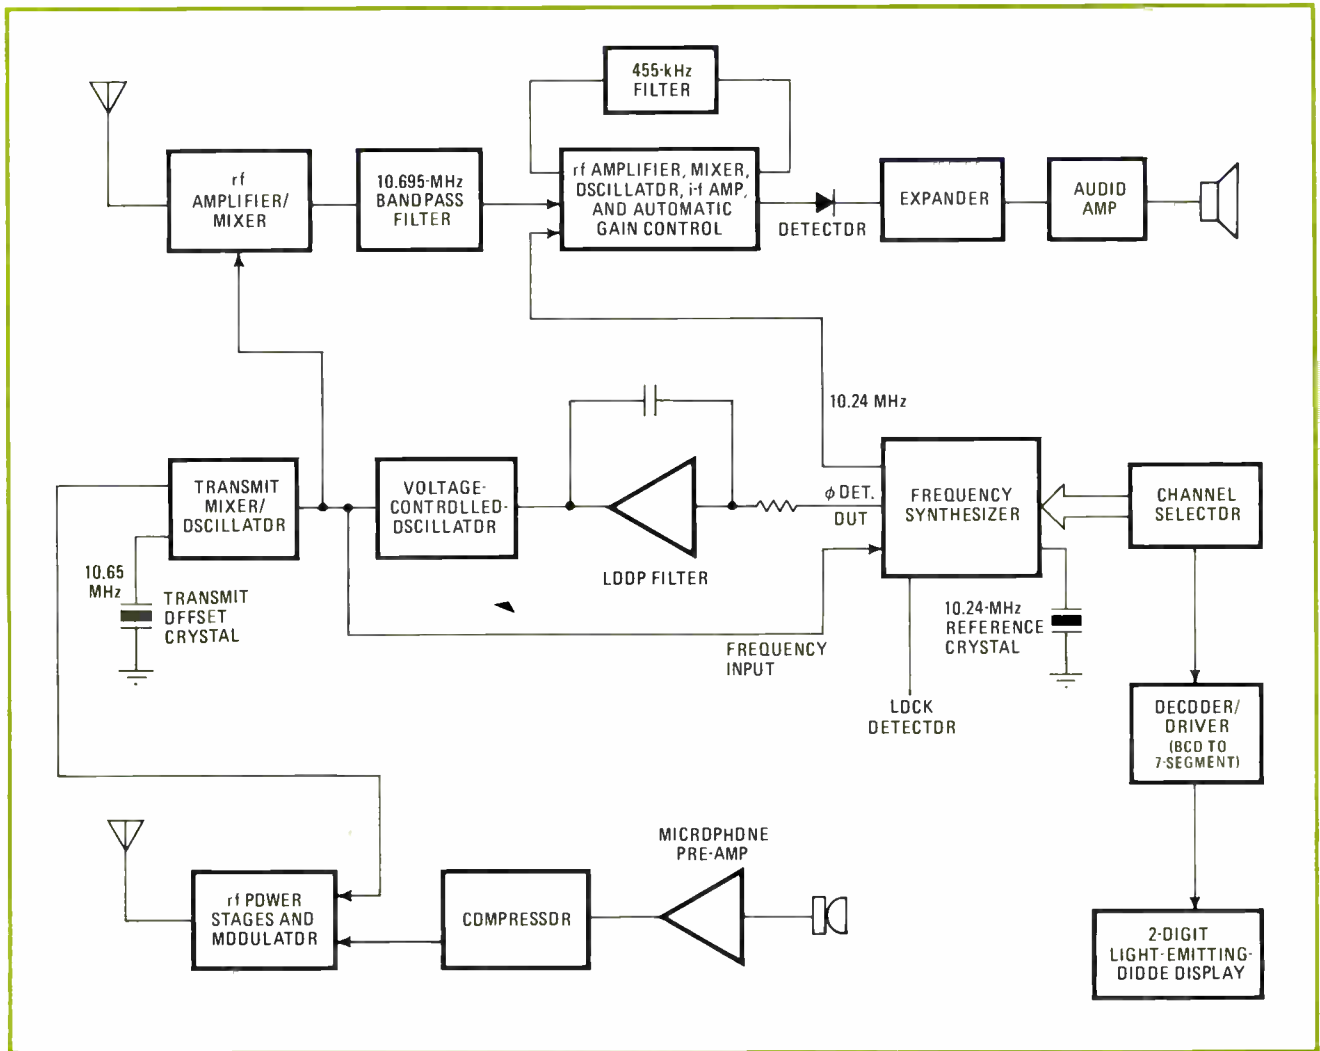 455-kHz
FILTER
rf
AMPLIFIER/
MIXER
10.695-MHz
BANDPASS
FILTER
rf AMPLIFIER, MIXER,
OSCILLATOR, i-f AMP,
AND AUTOMATIC
GAIN CONTROL
DETECTOR
EXPANDER
AUDIO
AMP
10.24 MHz
TRANSMIT
MIXER/
OSCILLATOR
VOLTAGE-
CONTROLLED-
OSCILLATOR
LOOP FILTER
φ DET.
OUT
FREQUENCY
SYNTHESIZER
CHANNEL
SELECTOR
10.65
MHz
TRANSMIT
OFFSET
CRYSTAL
FREQUENCY
INPUT
10.24-MHz
REFERENCE
CRYSTAL
LOCK
DETECTOR
DECODER/
DRIVER
(BCD TO
7-SEGMENT)
MICROPHONE
PRE-AMP
rf POWER
STAGES AND
MODULATOR
COMPRESSOR
2-DIGIT
LIGHT-EMITTING-
DIODE DISPLAY